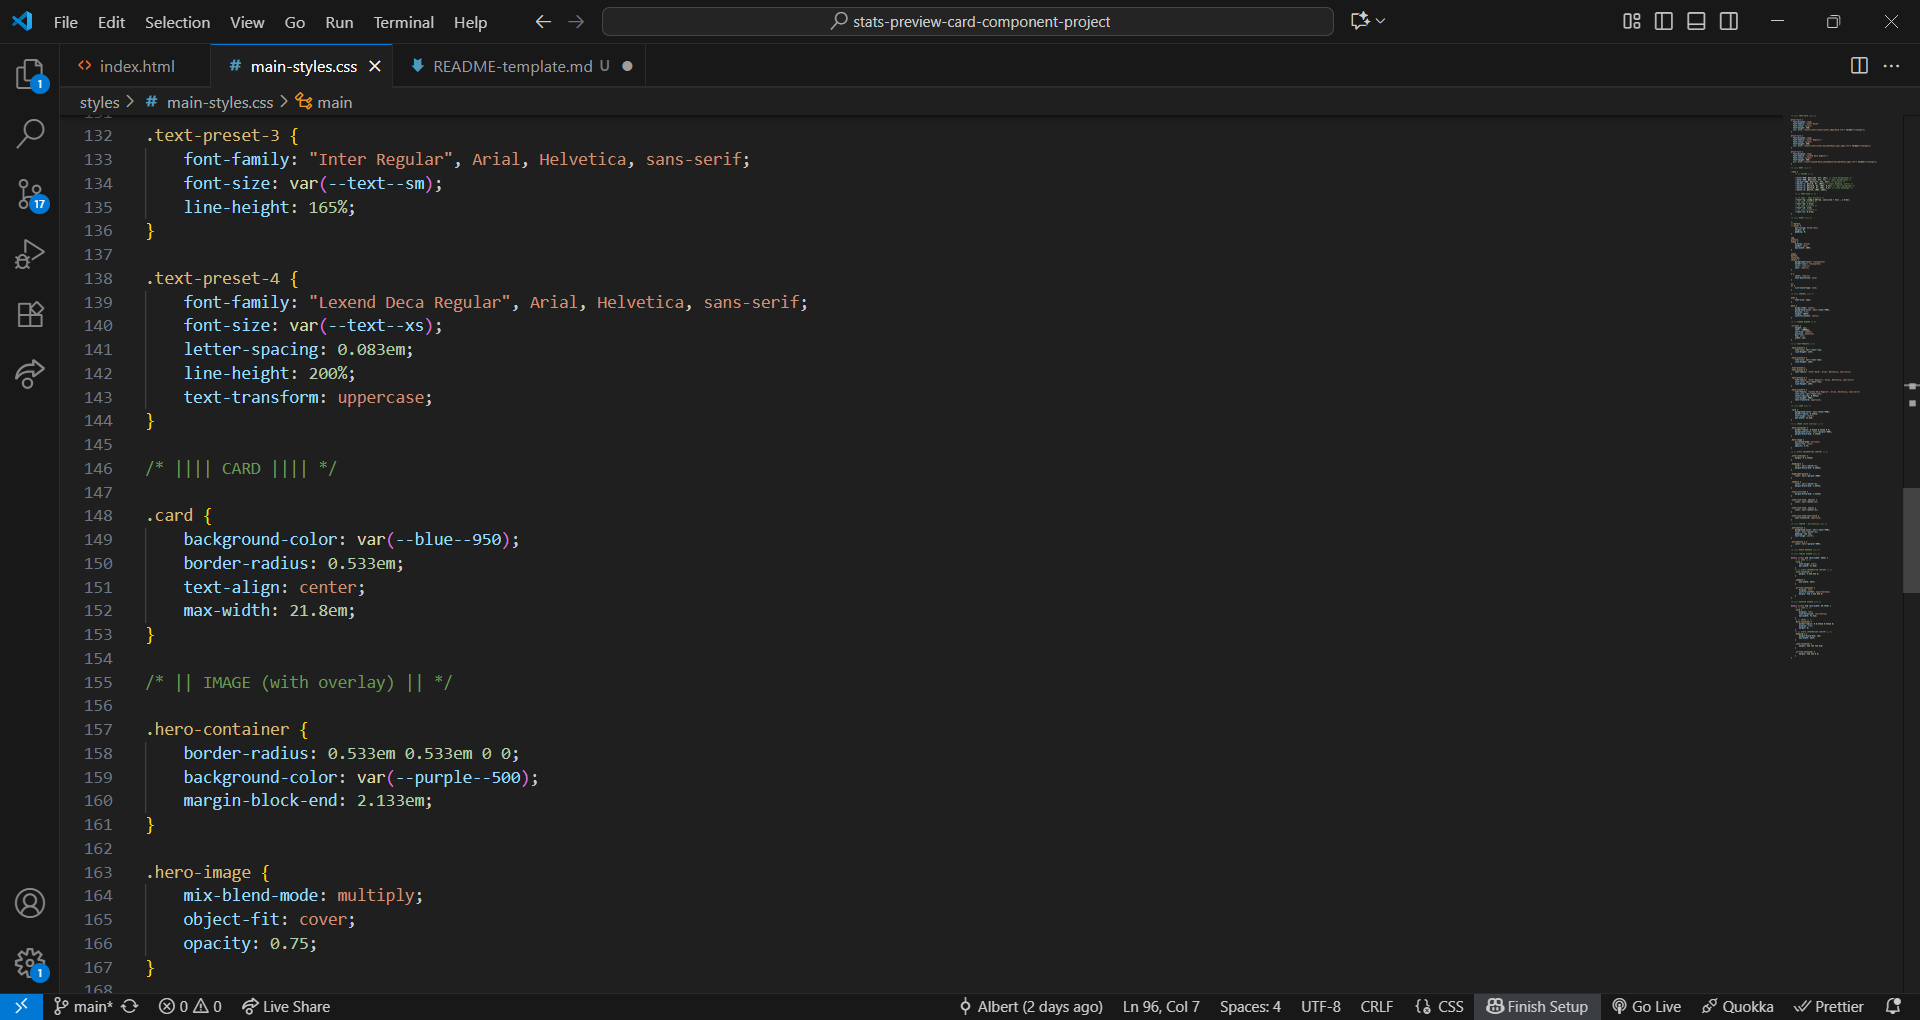 File Edit Selection View Go Run Terminal Help
stats-preview-card-component-project
index.html
# main-styles.css
README-template.md U
styles > # main-styles.css > main
132 .text-preset-3 {
133 font-family: "Inter Regular", Arial, Helvetica, sans-serif;
134 font-size: var(--text--sm);
135 line-height: 165%;
136 }
137
138 .text-preset-4 {
139 font-family: "Lexend Deca Regular", Arial, Helvetica, sans-serif;
140 font-size: var(--text--xs);
141 letter-spacing: 0.083em;
142 line-height: 200%;
143 text-transform: uppercase;
144 }
145
146 /* |||| CARD |||| */
147
148 .card {
149 background-color: var(--blue--950);
150 border-radius: 0.533em;
151 text-align: center;
152 max-width: 21.8em;
153 }
154
155 /* || IMAGE (with overlay) || */
156
157 .hero-container {
158 border-radius: 0.533em 0.533em 0 0;
159 background-color: var(--purple--500);
160 margin-block-end: 2.133em;
161 }
162
163 .hero-image {
164 mix-blend-mode: multiply;
165 object-fit: cover;
166 opacity: 0.75;
167 }
168
1
17
1
main* 0 0 Live Share
Albert (2 days ago) Ln 96, Col 7 Spaces: 4 UTF-8 CRLF {} CSS Finish Setup Go Live Quokka Prettier